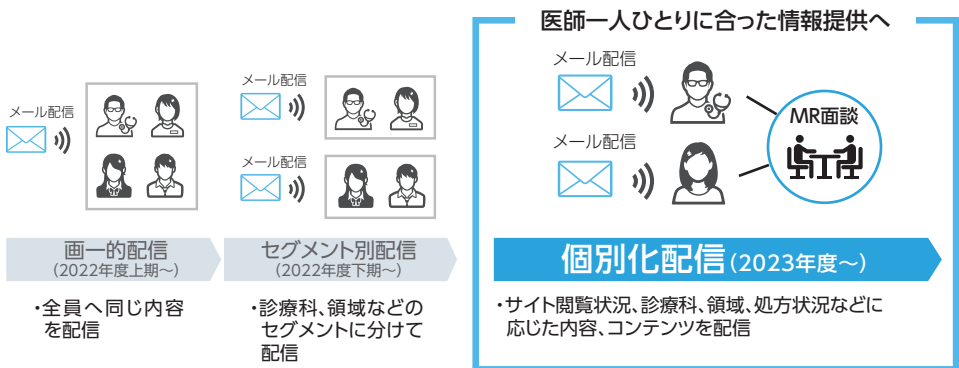 メール配信
画一的配信
（2022年度上期～）
・全員へ同じ内容
を配信
メール配信
メール配信
セグメント別配信
（2022年度下期～）
・診療科、領域などの
セグメントに分けて
配信
医師一人ひとりに合った情報提供へ
メール配信
メール配信
MR面談
個別化配信（2023年度～）
・サイト閲覧状況、診療科、領域、処方状況などに
応じた内容、コンテンツを配信